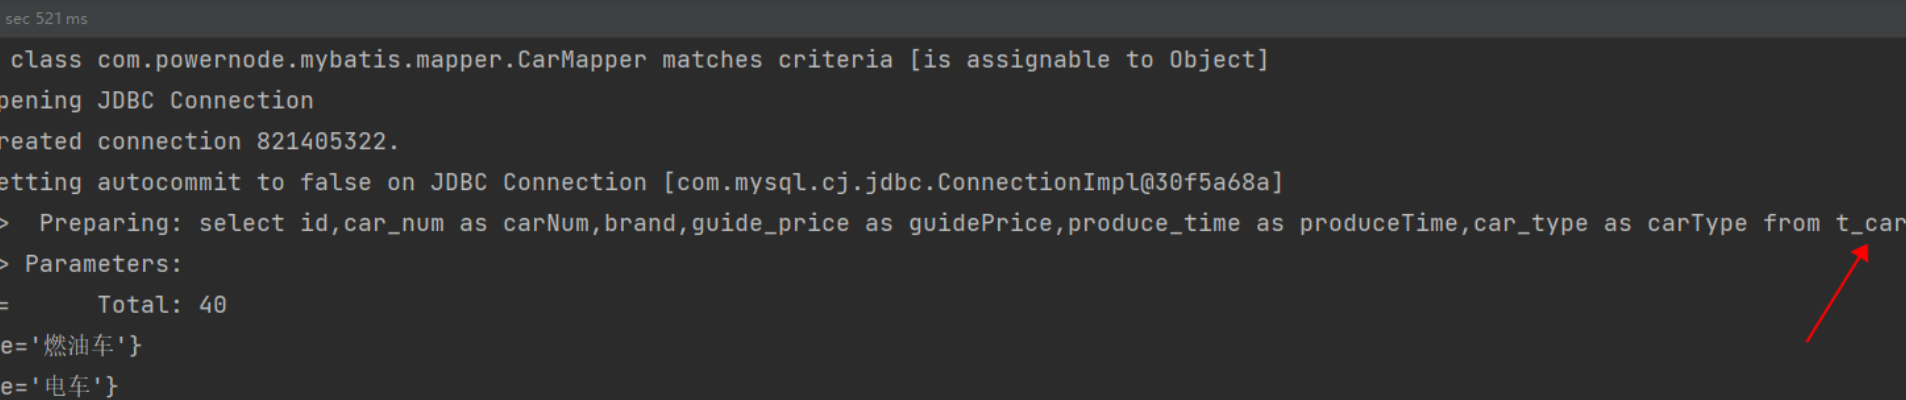 sec 521 ms
class com.powernode.mybatis.mapper.CarMapper matches criteria [is assignable to Object]
pening JDBC Connection
reated connection 821405322.
etting autocommit to false on JDBC Connection [com.mysql.cj.jdbc.ConnectionImpl@30f5a68a]
>  Preparing: select id,car_num as carNum,brand,guide_price as guidePrice,produce_time as produceTime,car_type as carType from t_car
> Parameters:
=      Total: 40
e='燃油车'}
e='电车'}